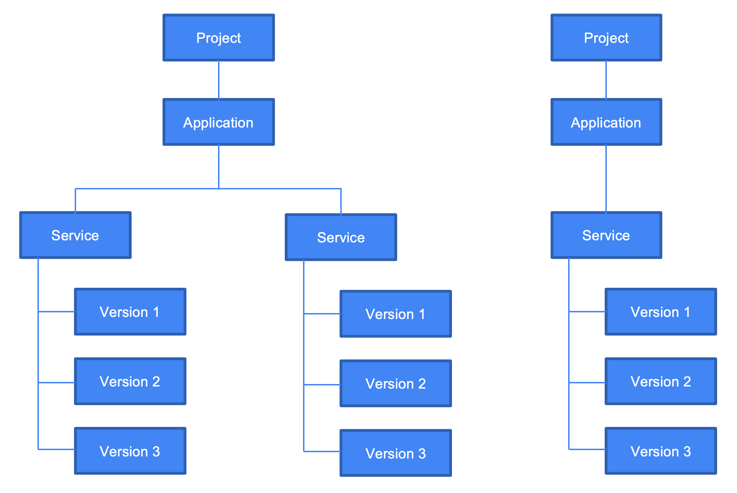 Project
Project
Application
Application
Service
Service
Service
Version 1
Version 1
Version 1
Version 2
Version 2
Version 2
Version 3
Version 3
Version 3